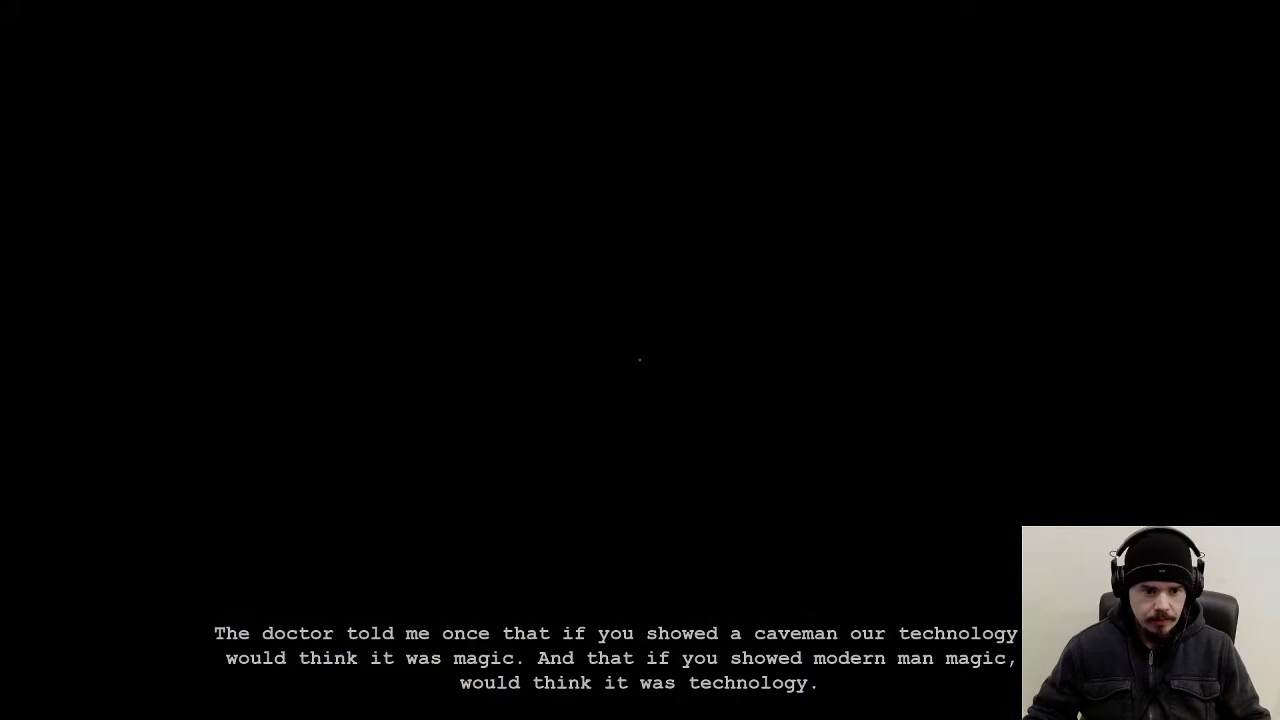 The doctor told me once that if you showed a caveman our technology
would think it was magic. And that if you showed modern man magic,
would think it was technology.